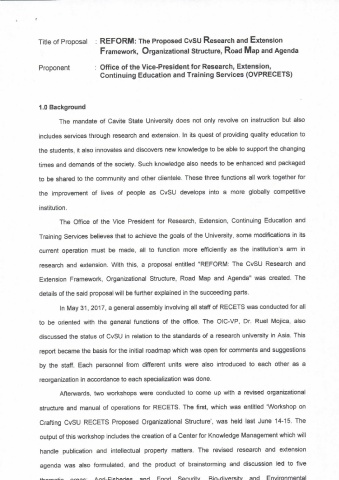 Title of Proposal : REFORM: The Proposed CvSU Research and Extension
Framework, Organizational Structure, Road Map and Agenda
Proponent : Office of the Vice-President for Research, Extension,
Continuing Education and Training Services (OVPRECETS)
1.0 Background
The mandate of Cavite State University does not only revolve on instruction but also
includes services through research and extension. In its quest of providing quality education to
the students, it also innovates and discovers new knowledge to be able to support the changing
times and demands of the society. Such knowledge also needs to be enhanced and packaged
to be shared to the community and other clientele. These three functions all work together for
the improvement of lives of people as CvSU develops into a more globally competitive
institution.
The Office of the Vice President for Research, Extension, Continuing Education and
Training Services believes that to achieve the goals of the University, some modifications in its
current operation must be made, all to function more efficiently as the institution's arm in
research and extension. With this, a proposal entitled "REFORM: The CvSU Research and
Extension Framework, Organizational Structure, Road Map and Agenda" was created. The
details of the said proposal will be further explained in the succeeding parts.
In May 31, 2017, a general assembly involving all staff of RECETS was conducted for all
to be oriented with the general functions of the office. The OIC-VP, Dr. Ruel Mojica, also
discussed the status of CvSU in relation to the standards of a research university in Asia. This
report became the basis for the initial roadmap which was open for comments and suggestions
by the staff. Each personnel from different units were also introduced to each other as a
reorganization in accordance to each specialization was done.
Afterwards, two workshops were conducted to come up with a revised organizational
structure and manual of operations for RECETS. The first, which was entitled 'Workshop on
Crafting CvSU RECETS Proposed Organizational Structure', was held last June 14-15. The
output of this workshop includes the creation of a Center for Knowledge Management which will
handle publication and intellectual property matters. The revised research and extension
agenda was also formulated, and the product of brainstorming and discussion led to five
thematic areas: Agri-Fisheries and Food Security, Bio-diversity and Environmental